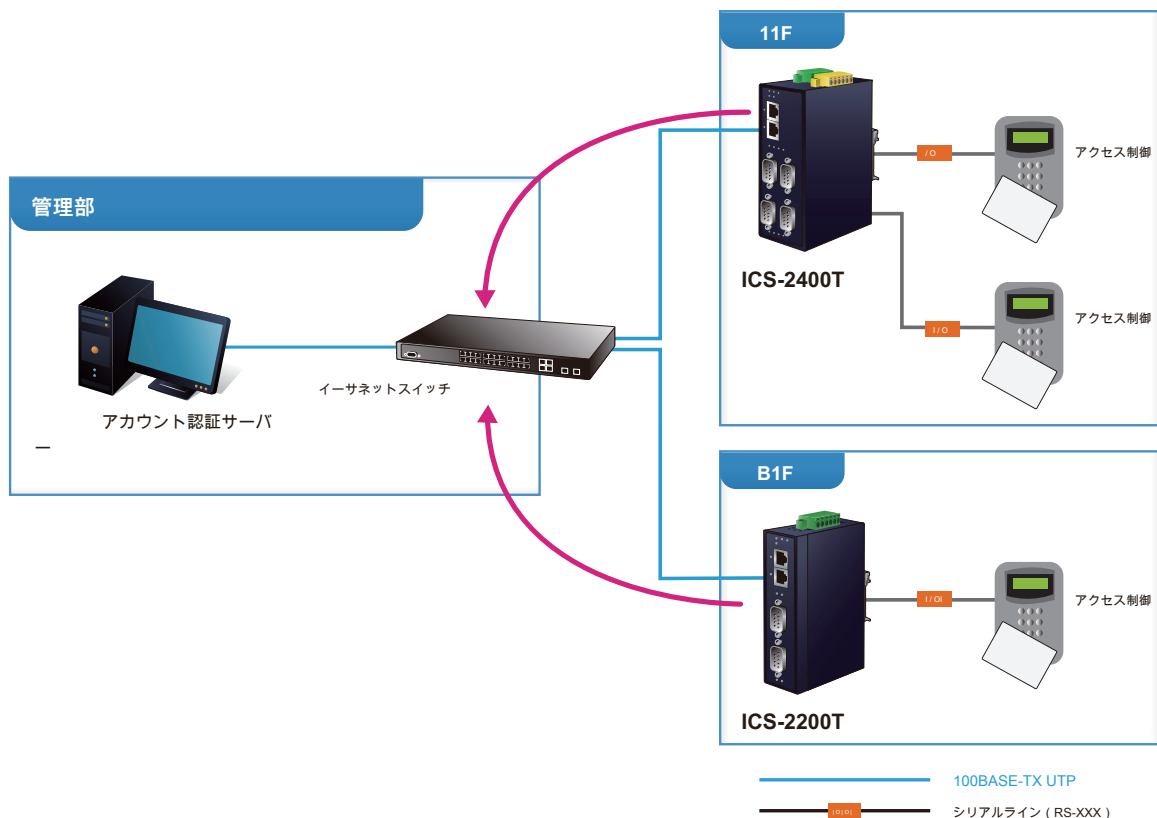 11F
/ O
アクセス制御
ICS-2400T
I / O
アクセス制御
管理部
イーサネットスイッチ
アカウント認証サーバ
ー
B1F
I / OI
アクセス制御
ICS-2200T
100BASE-TX UTP
IOIOI
シリアルライン ( RS-XXX )